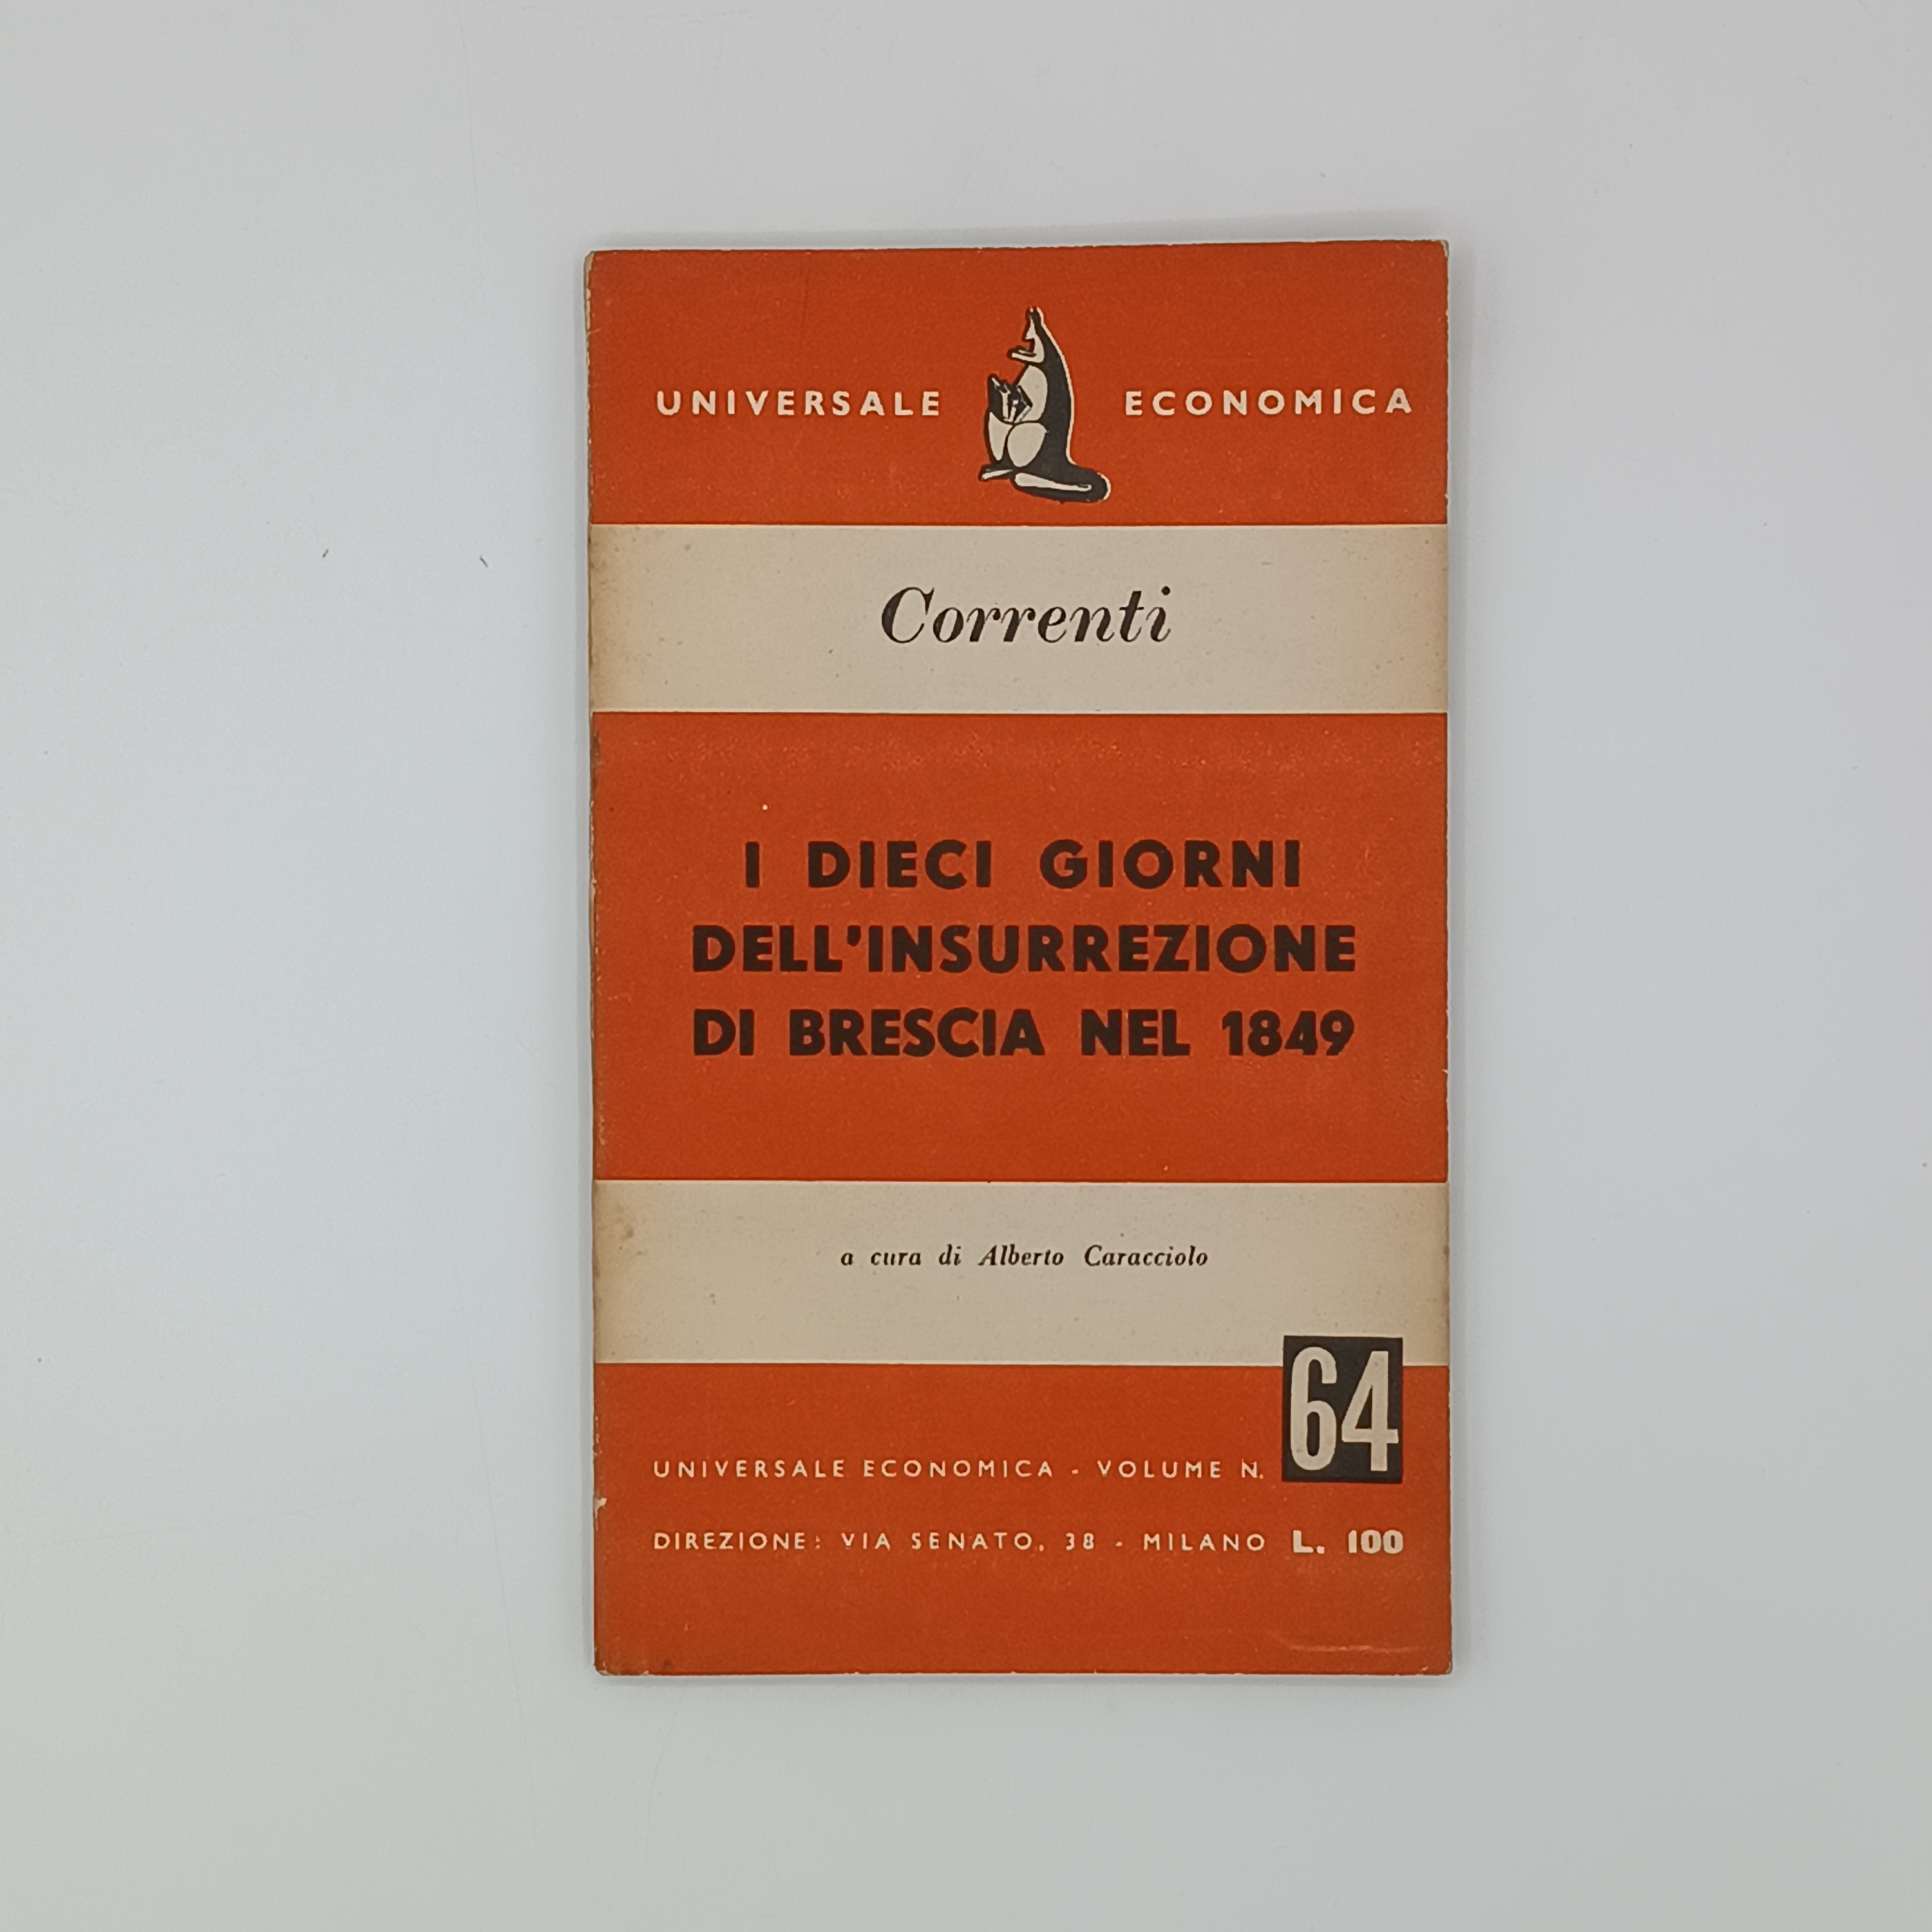 UNIVERSALE ECONOMICA
Correnti
I DIECI GIORNI
DELL'INSURREZIONE
DI BRESCIA NEL 1849
a cura di Alberto Caracciolo
UNIVERSALE ECONOMICA - VOLUME N. 64
DIREZIONE: VIA SENATO, 38 - MILANO L. 100